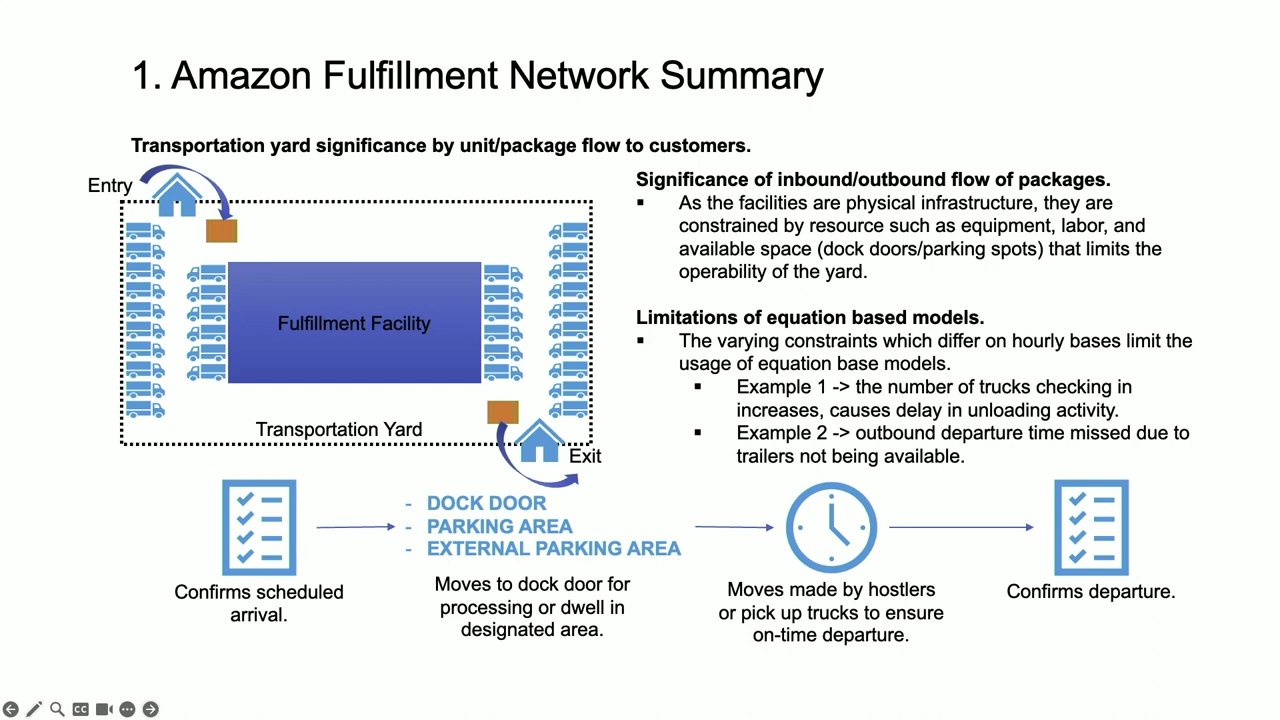 1. Amazon Fulfillment Network Summary
Transportation yard significance by unit/package flow to customers.
Entry
Fulfillment Facility
Transportation Yard
Exit
Significance of inbound/outbound flow of packages.
▪ As the facilities are physical infrastructure, they are
constrained by resource such as equipment, labor, and
available space (dock doors/parking spots) that limits the
operability of the yard.
Limitations of equation based models.
▪ The varying constraints which differ on hourly bases limit the
usage of equation base models.
▪ Example 1 -> the number of trucks checking in
increases, causes delay in unloading activity.
▪ Example 2 -> outbound departure time missed due to
trailers not being available.
- DOCK DOOR
- PARKING AREA
- EXTERNAL PARKING AREA
Confirms scheduled
arrival.
Moves to dock door for
processing or dwell in
designated area.
Moves made by hostlers
or pick up trucks to ensure
on-time departure.
Confirms departure.
CC